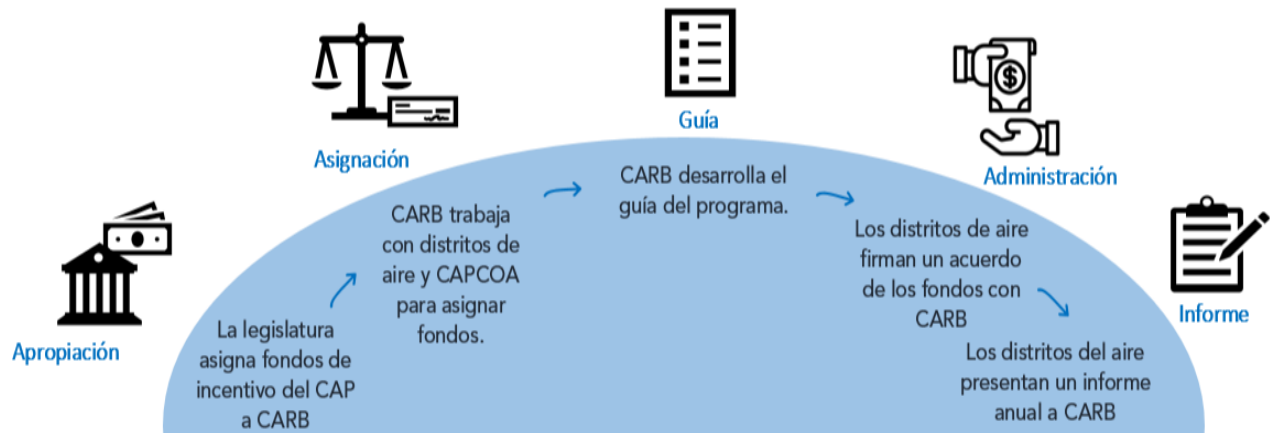 Apropiación
La legislatura
asigna fondos de
incentivo del CAP
a CARB
Asignación
CARB trabaja
con distritos de
aire y CAPCOA
para asignar
fondos.
Guía
CARB desarrolla el
guía del programa.
Administración
Los distritos de aire
firman un acuerdo
de los fondos con
CARB
Informe
Los distritos del aire
presentan un informe
anual a CARB